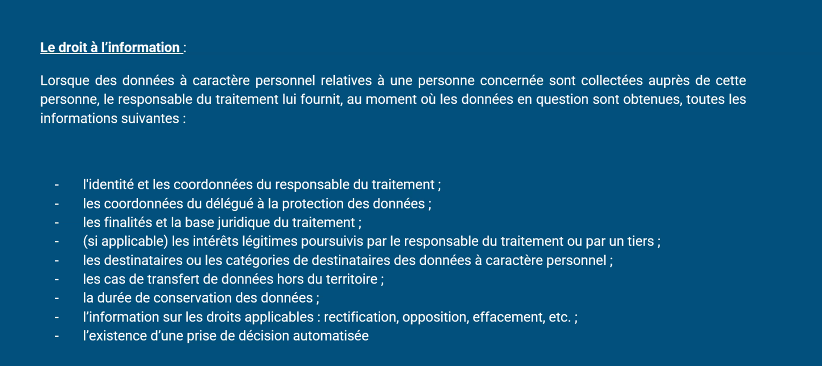 Le droit à l’information :
Lorsque des données à caractère personnel relatives à une personne concernée sont collectées auprès de cette
personne, le responsable du traitement lui fournit, au moment où les données en question sont obtenues, toutes les
informations suivantes :
- l'identité et les coordonnées du responsable du traitement ;
- les coordonnées du délégué à la protection des données ;
- les finalités et la base juridique du traitement ;
- (si applicable) les intérêts légitimes poursuivis par le responsable du traitement ou par un tiers ;
- les destinataires ou les catégories de destinataires des données à caractère personnel ;
- les cas de transfert de données hors du territoire ;
- la durée de conservation des données ;
- l’information sur les droits applicables : rectification, opposition, effacement, etc. ;
- l’existence d’une prise de décision automatisée